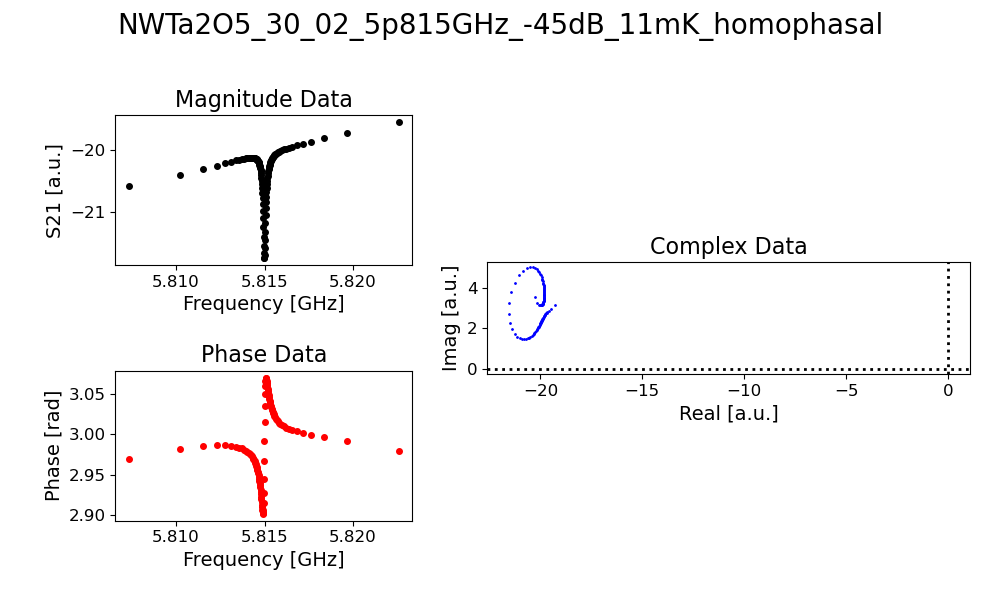 NWTa2O5_30_02_5p815GHz_-45dB_11mK_homophasal
Magnitude Data
S21 [a.u.]
−20
−21
5.810 5.815 5.820
Frequency [GHz]
Phase Data
Phase [rad]
3.05
3.00
2.95
2.90
5.810 5.815 5.820
Frequency [GHz]
Complex Data
Imag [a.u.]
4
2
0
−20 −15 −10 −5 0
Real [a.u.]